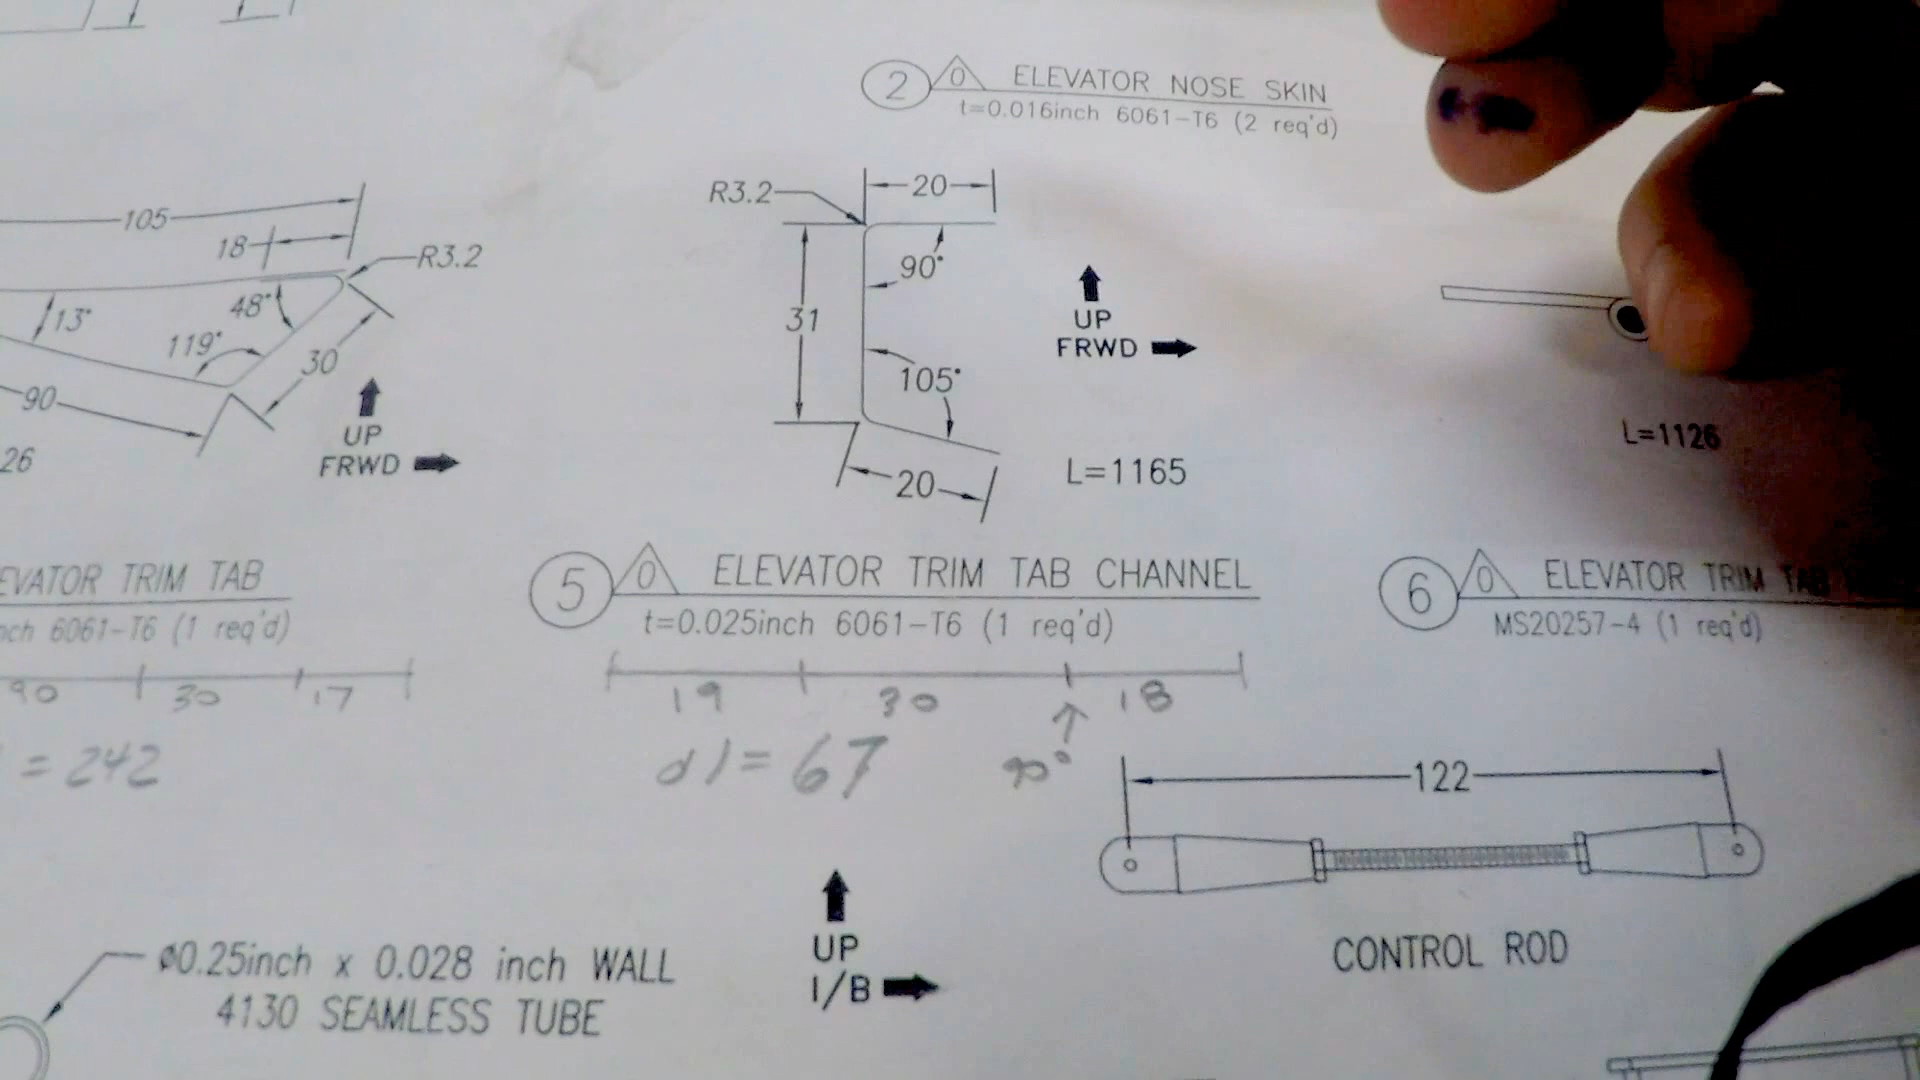 2 0 ELEVATOR NOSE SKIN
t=0.016inch 6061-T6 (2 req'd)
105
18
R3.2
13°
48°
119°
30
90
26
UP
FRWD
R3.2
20
90°
31
105°
20
UP
FRWD
L=1165
L=1126
EVATOR TRIM TAB
nch 6061-T6 (1 req'd)
90 30 17
= 242
5 0 ELEVATOR TRIM TAB CHANNEL
t=0.025inch 6061-T6 (1 req'd)
19 30 18
dl = 67
90°
6 0 ELEVATOR TRIM TAB
MS20257-4 (1 req'd)
122
CONTROL ROD
UP
I/B
ø0.25inch x 0.028 inch WALL
4130 SEAMLESS TUBE